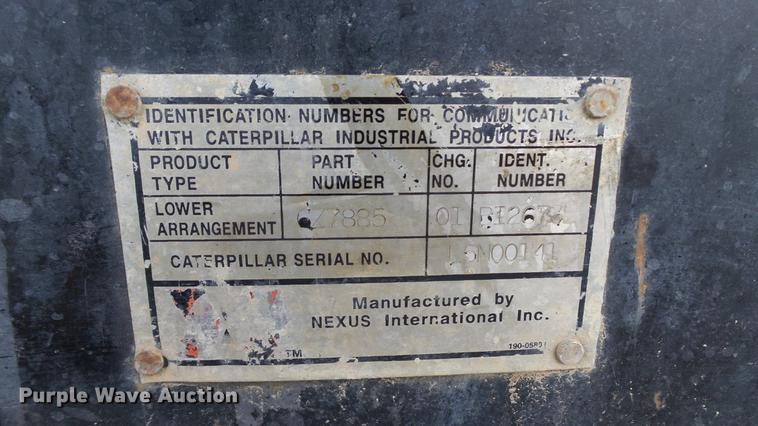 IDENTIFICATION NUMBERS FOR
WITH CATERPILLAR INDUSTRIAL PRODUCTS INC.
PRODUCT TYPE
PART NUMBER
CHG. NO.
IDENT. NUMBER
LOWER ARRANGEMENT
01
CATERPILLAR SERIAL NO.
Manufactured by
NEXUS International Inc.
TM
Purple Wave Auction